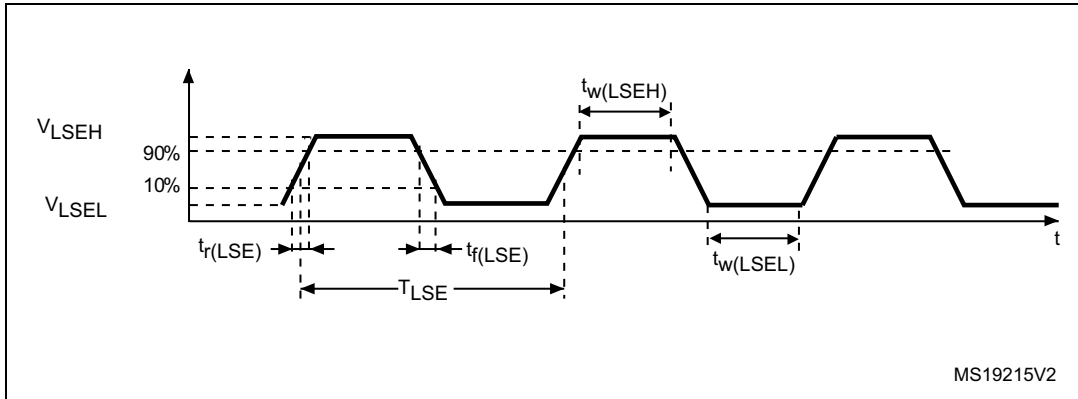 tw(LSEH)
VLSEH
90%
10%
VLSEL
tr(LSE)
tf(LSE)
tw(LSEL)
t
TLSE
MS19215V2